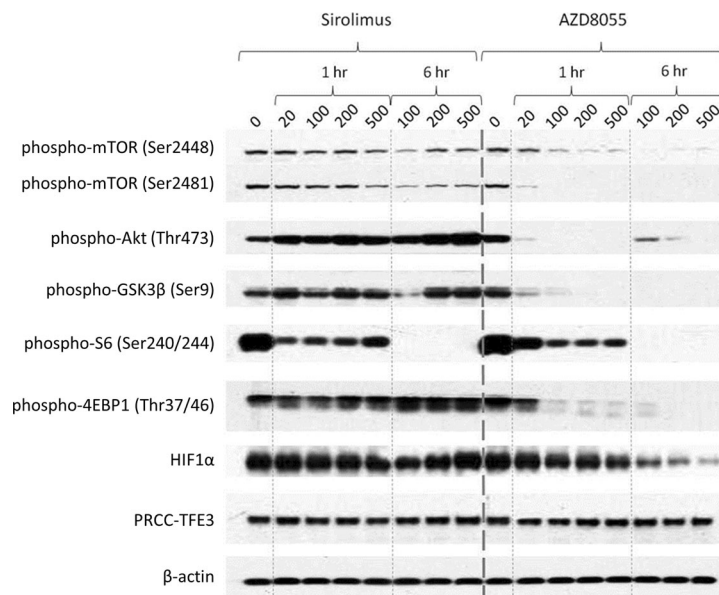 Sirolimus AZD8055
1 hr 6 hr 1 hr 6 hr
0 20 100 200 500 100 200 500 0 20 100 200 500 100 200 500
phospho-mTOR (Ser2448)
phospho-mTOR (Ser2481)
phospho-Akt (Thr473)
phospho-GSK3β (Ser9)
phospho-S6 (Ser240/244)
phospho-4EBP1 (Thr37/46)
HIF1α
PRCC-TFE3
β-actin